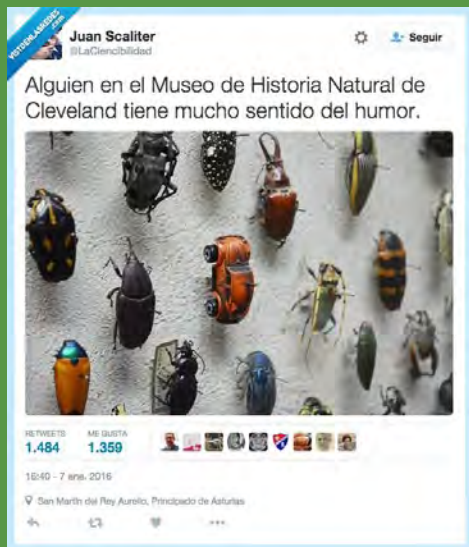 VISTOENLASREDES
.COM
Juan Scaliter
@LaCiencibilidad
Seguir
Alguien en el Museo de Historia Natural de
Cleveland tiene mucho sentido del humor.
RETWEETS
1.484
ME GUSTA
1.359
16:40 - 7 ene. 2016
San Martín del Rey Aurelio, Principado de Asturias